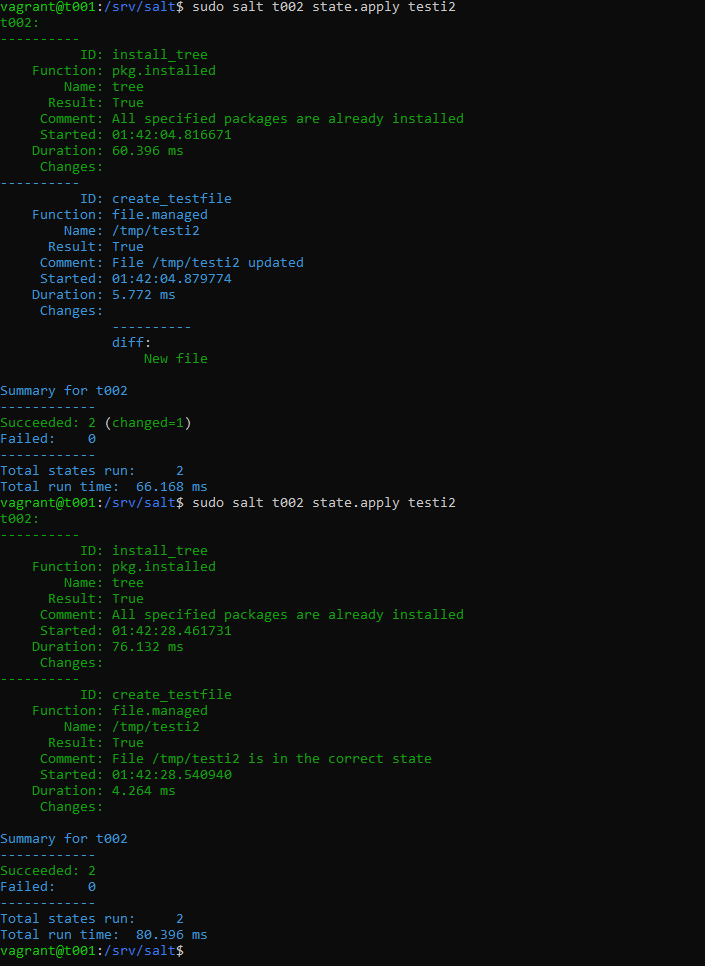 vagrant@t001:/srv/salt$ sudo salt t002 state.apply testi2
t002:
----------
          ID: install_tree
    Function: pkg.installed
        Name: tree
      Result: True
     Comment: All specified packages are already installed
     Started: 01:42:04.816671
    Duration: 60.396 ms
     Changes:
----------
          ID: create_testfile
    Function: file.managed
        Name: /tmp/testi2
      Result: True
     Comment: File /tmp/testi2 updated
     Started: 01:42:04.879774
    Duration: 5.772 ms
     Changes:
              ----------
              diff:
                  New file

Summary for t002
------------
Succeeded: 2 (changed=1)
Failed:    0
------------
Total states run:     2
Total run time:  66.168 ms
vagrant@t001:/srv/salt$ sudo salt t002 state.apply testi2
t002:
----------
          ID: install_tree
    Function: pkg.installed
        Name: tree
      Result: True
     Comment: All specified packages are already installed
     Started: 01:42:28.461731
    Duration: 76.132 ms
     Changes:
----------
          ID: create_testfile
    Function: file.managed
        Name: /tmp/testi2
      Result: True
     Comment: File /tmp/testi2 is in the correct state
     Started: 01:42:28.540940
    Duration: 4.264 ms
     Changes:

Summary for t002
------------
Succeeded: 2
Failed:    0
------------
Total states run:     2
Total run time:  80.396 ms
vagrant@t001:/srv/salt$